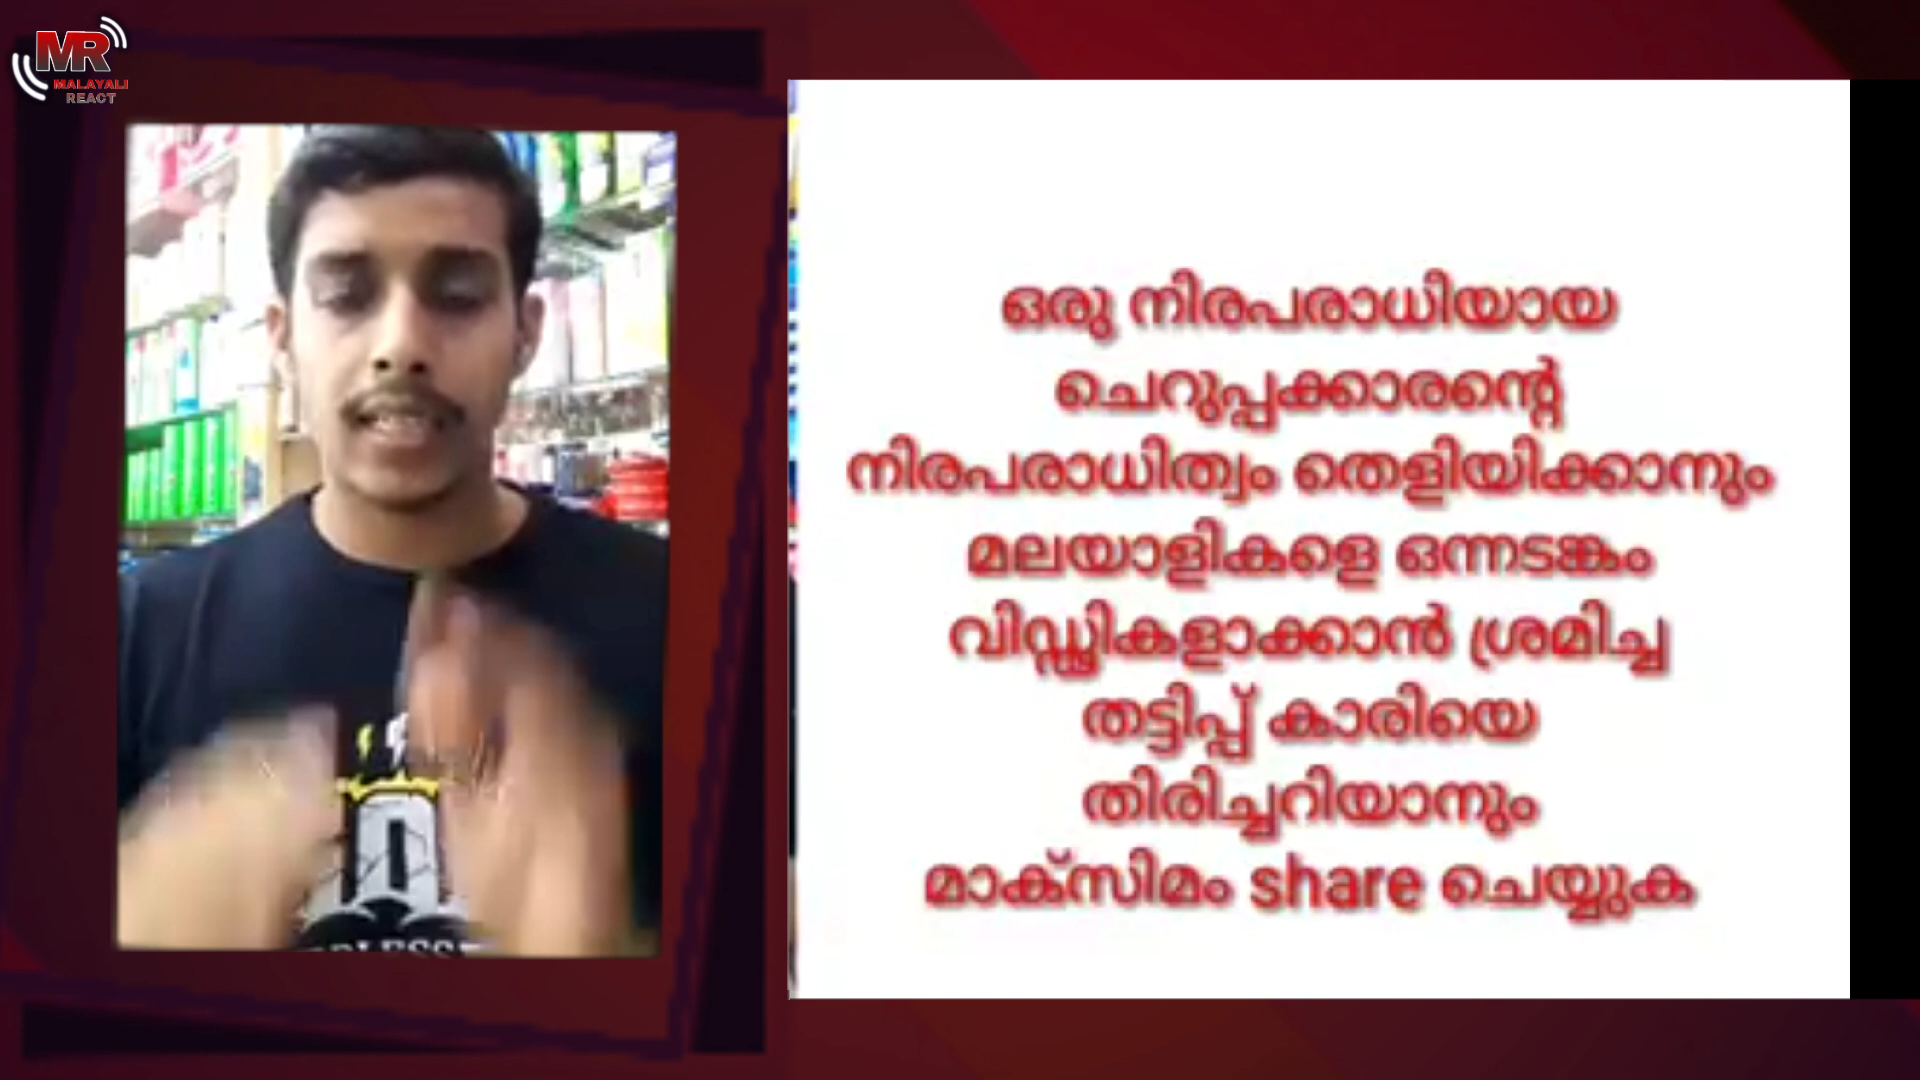 MR
MALAYALI
REACT
ഒരു നിരപരാധിയായ
ചെറുപ്പക്കാരന്റെ
നിരപരാധിത്വം തെളിയിക്കാനും
മലയാളികളെ ഒന്നടങ്കം
വിഡ്ഢികളാക്കാൻ ശ്രമിച്ച
തട്ടിപ്പ് കാരിയെ
തിരിച്ചറിയാനും
മാക്സിമം share ചെയ്യുക